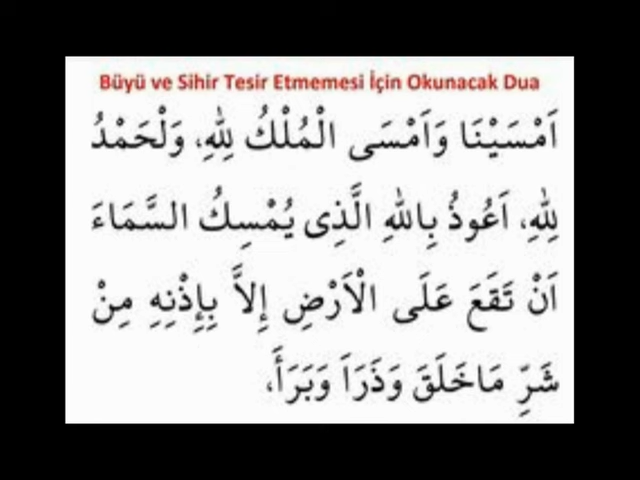 Büyü ve Sihir Tesir Etmemesi İçin Okunacak Dua
اَمْسَيْنَا وَاَمْسَى الْمُلْكُ لِلّٰهِ، وَلْحَمْدُ
لِلّٰهِ، اَعُوذُ بِاللّٰهِ الَّذِى يُمْسِكُ السَّمَاءَ
اَنْ تَقَعَ عَلَى الْاَرْضِ إِلاَّ بِإِذْنِهِ مِنْ
شَرِّ مَاخَلَقَ وَذَرَاَ وَبَرَأَ،